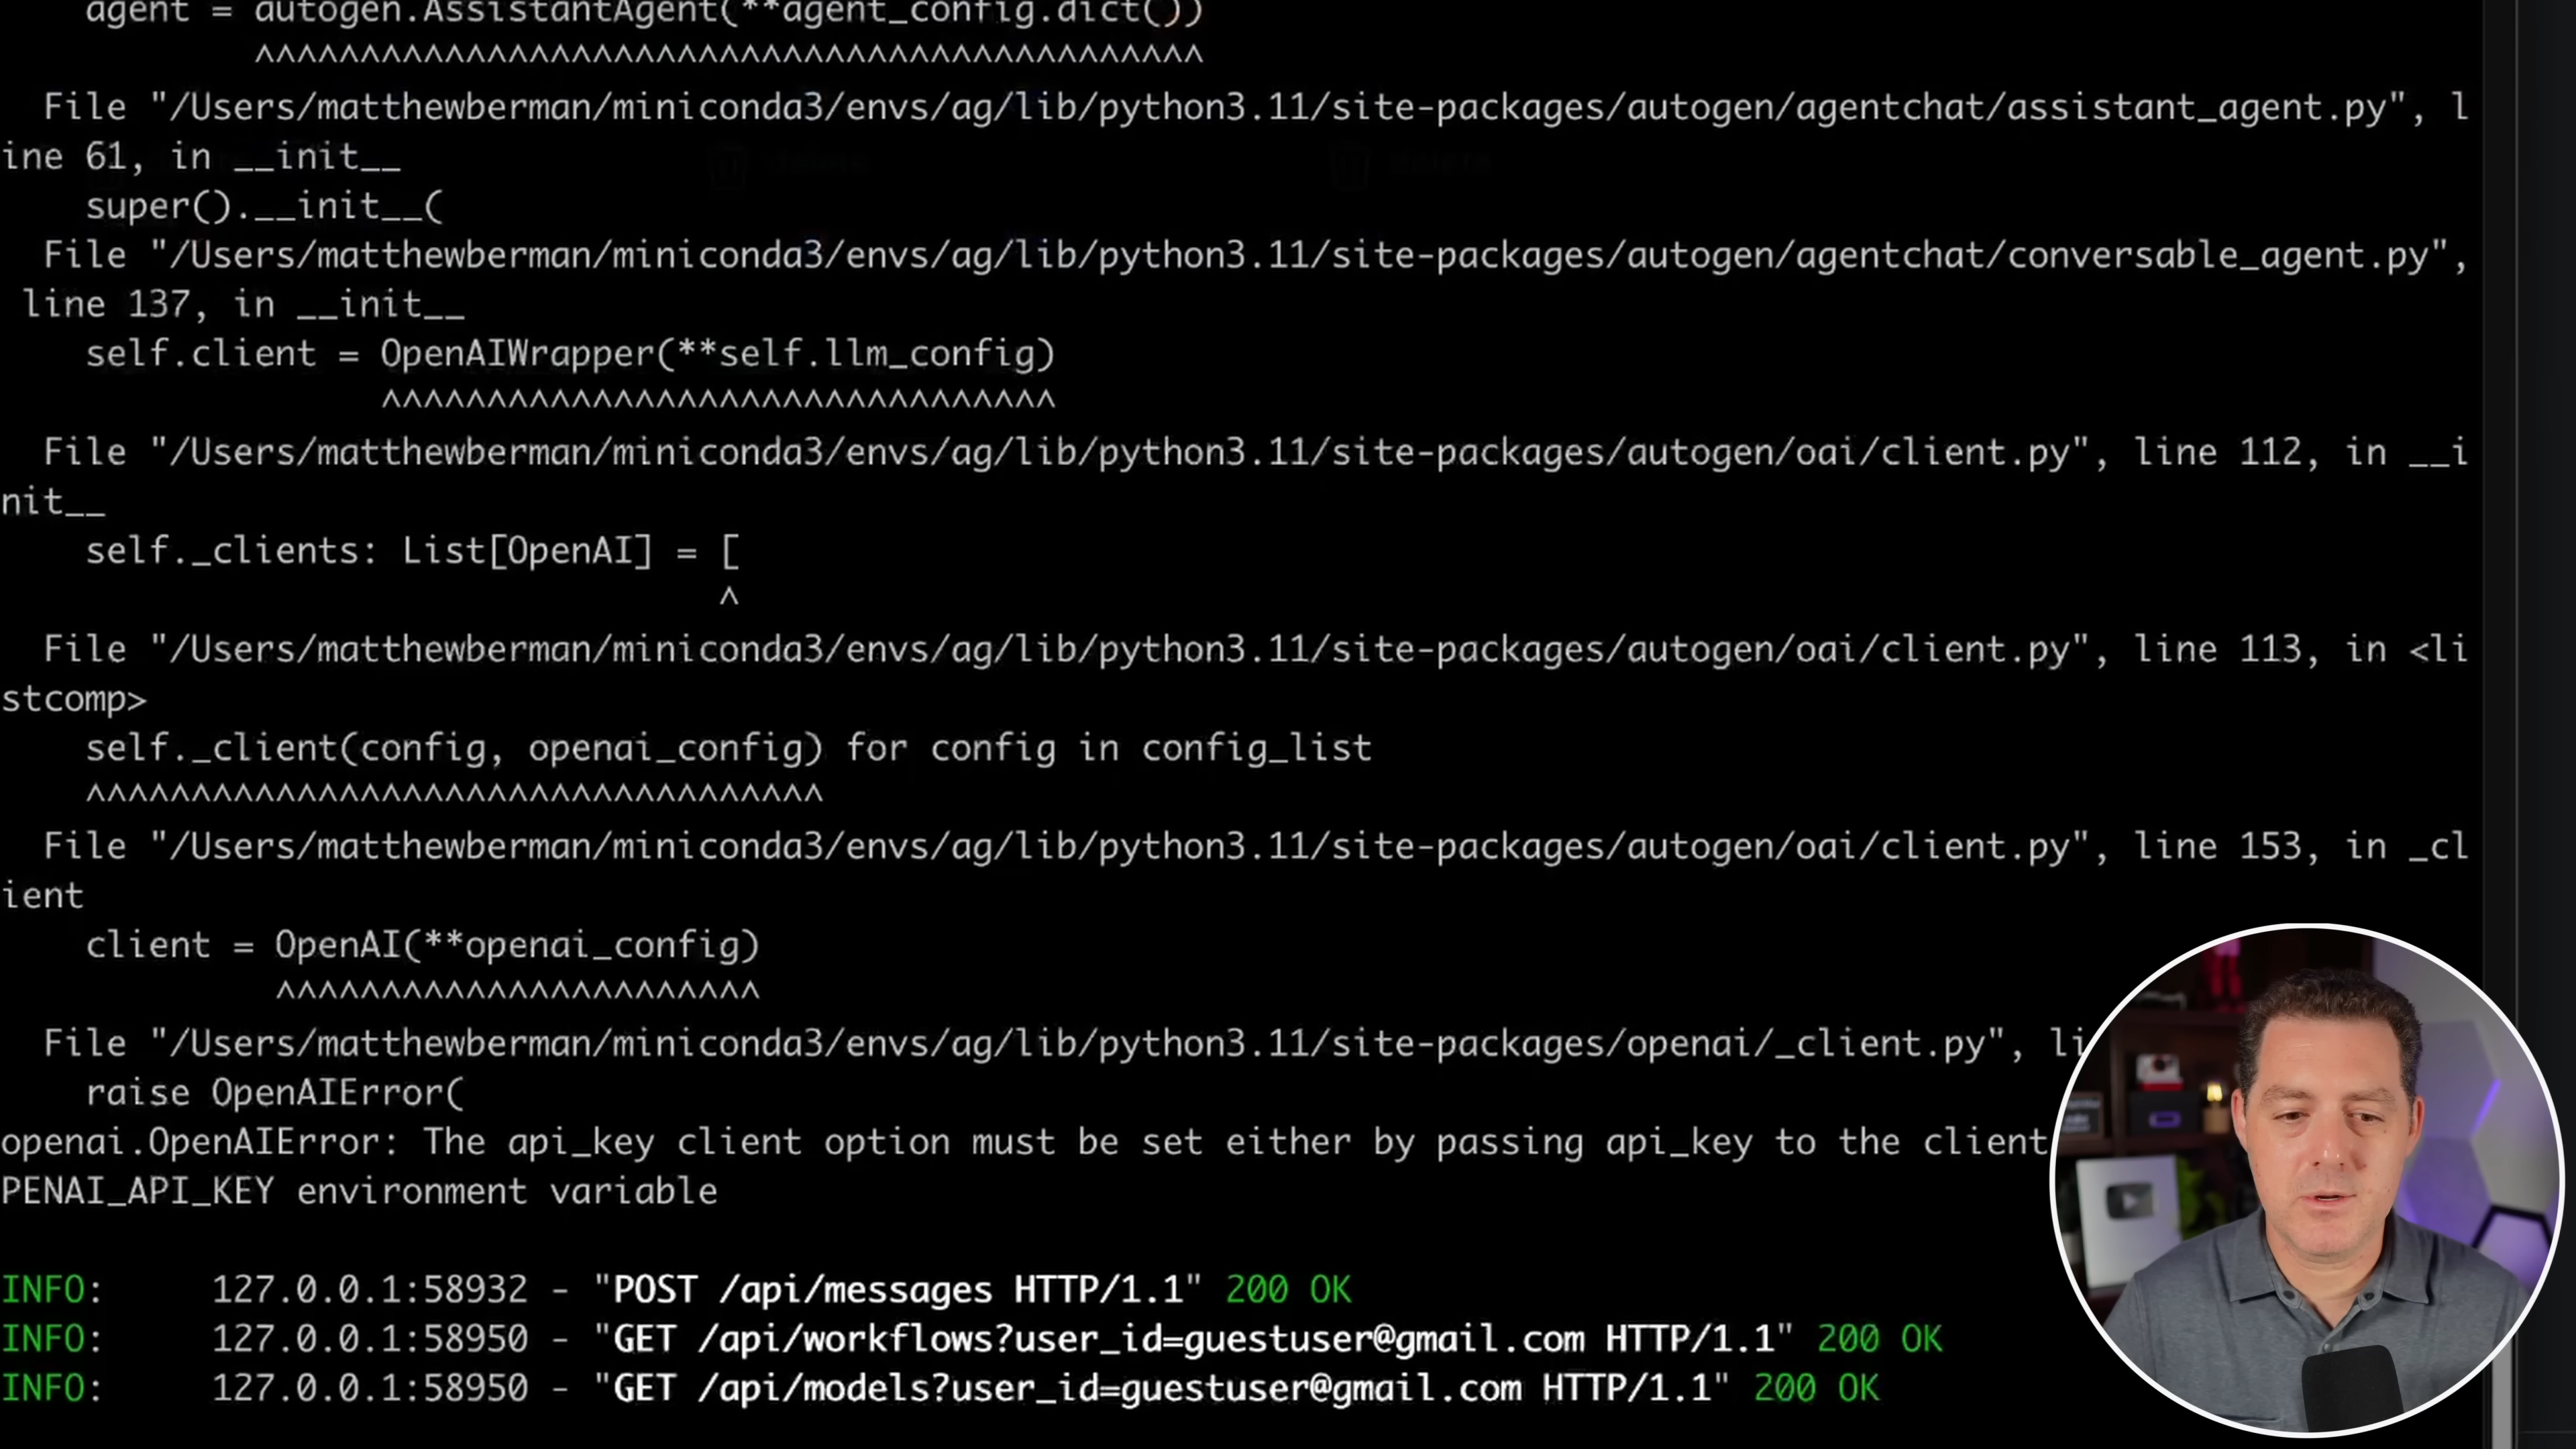 agent = autogen.AssistantAgent(**agent_config.dict())
^^^^^^^^^^^^^^^^^^^^^^^^^^^^^^^^^^^^^^^^^^^^^
File "/Users/matthewberman/miniconda3/envs/ag/lib/python3.11/site-packages/autogen/agentchat/assistant_agent.py", l
ine 61, in __init__
super().__init__(
File "/Users/matthewberman/miniconda3/envs/ag/lib/python3.11/site-packages/autogen/agentchat/conversable_agent.py",
line 137, in __init__
self.client = OpenAIWrapper(**self.llm_config)
^^^^^^^^^^^^^^^^^^^^^^^^^^^^^^^^
File "/Users/matthewberman/miniconda3/envs/ag/lib/python3.11/site-packages/autogen/oai/client.py", line 112, in __i
nit__
self._clients: List[OpenAI] = [
^
File "/Users/matthewberman/miniconda3/envs/ag/lib/python3.11/site-packages/autogen/oai/client.py", line 113, in <li
stcomp>
self._client(config, openai_config) for config in config_list
^^^^^^^^^^^^^^^^^^^^^^^^^^^^^^^^^^^
File "/Users/matthewberman/miniconda3/envs/ag/lib/python3.11/site-packages/autogen/oai/client.py", line 153, in _cl
ient
client = OpenAI(**openai_config)
^^^^^^^^^^^^^^^^^^^^^^^
File "/Users/matthewberman/miniconda3/envs/ag/lib/python3.11/site-packages/openai/_client.py", li
raise OpenAIError(
openai.OpenAIError: The api_key client option must be set either by passing api_key to the client
PENAI_API_KEY environment variable
INFO: 127.0.0.1:58932 - "POST /api/messages HTTP/1.1" 200 OK
INFO: 127.0.0.1:58950 - "GET /api/workflows?user_id=guestuser@gmail.com HTTP/1.1" 200 OK
INFO: 127.0.0.1:58950 - "GET /api/models?user_id=guestuser@gmail.com HTTP/1.1" 200 OK